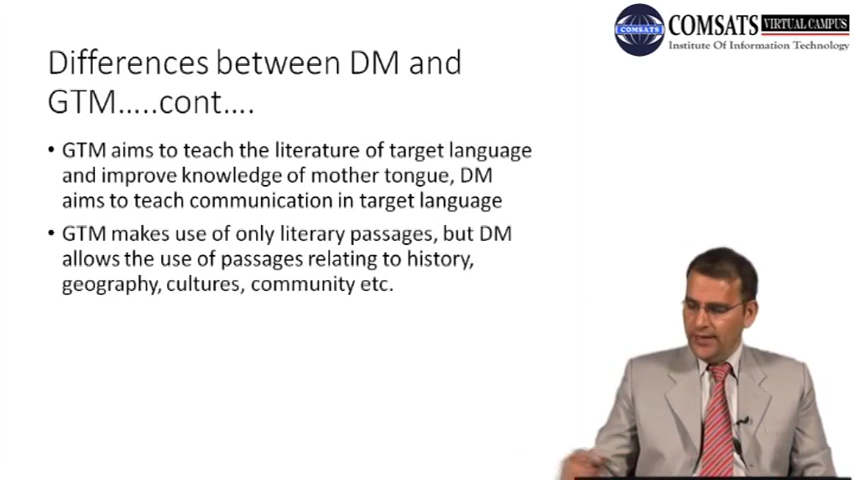 COMSATS VIRTUAL CAMPUS
Institute Of Information Technology
COMSATS
Differences between DM and
GTM.....cont....
• GTM aims to teach the literature of target language
and improve knowledge of mother tongue, DM
aims to teach communication in target language
• GTM makes use of only literary passages, but DM
allows the use of passages relating to history,
geography, cultures, community etc.